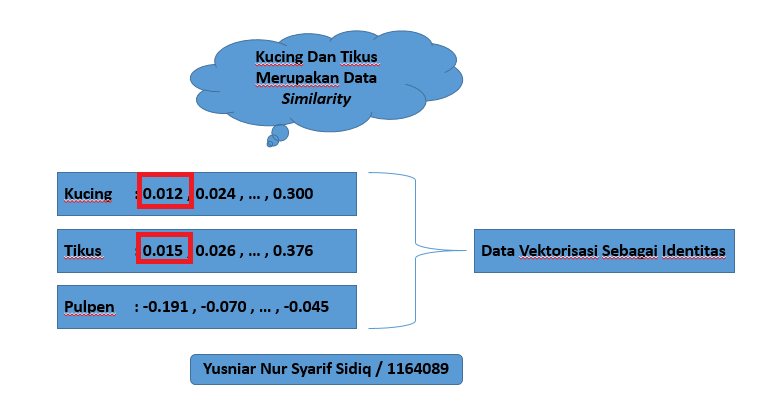 Kucing Dan Tikus
Merupakan Data
Similarity
Kucing : 0.012 , 0.024 , ... , 0.300
Tikus : 0.015 , 0.026 , ... , 0.376
Pulpen : -0.191 , -0.070 , ... , -0.045
Data Vektorisasi Sebagai Identitas
Yusniar Nur Syarif Sidiq / 1164089